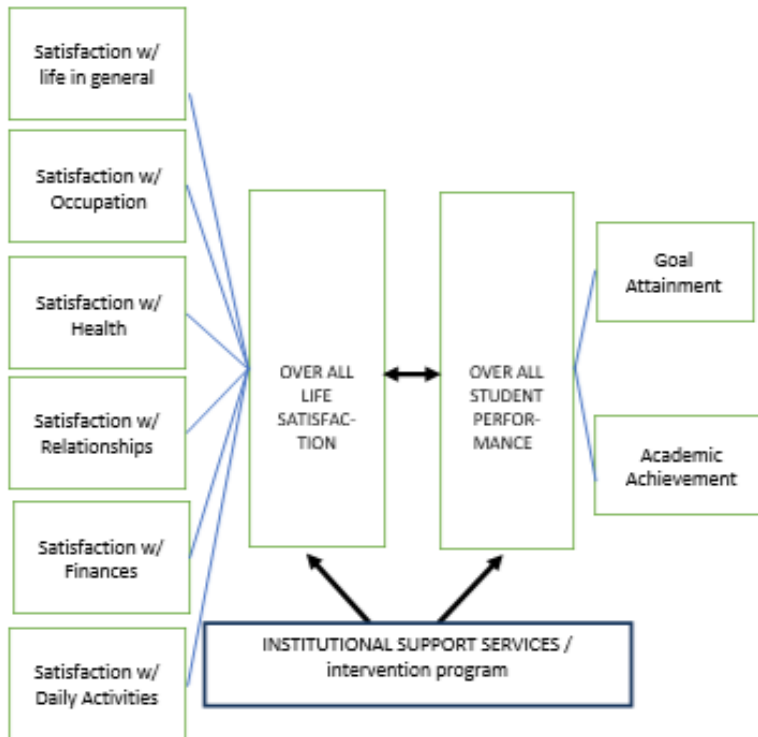 Satisfaction w/
life in general
Satisfaction w/
Occupation
Satisfaction w/
Health
Satisfaction w/
Relationships
Satisfaction w/
Finances
Satisfaction w/
Daily Activities
OVER ALL
LIFE
SATISFAC-
TION
OVER ALL
STUDENT
PERFOR-
MANCE
Goal
Attainment
Academic
Achievement
INSTITUTIONAL SUPPORT SERVICES /
intervention program